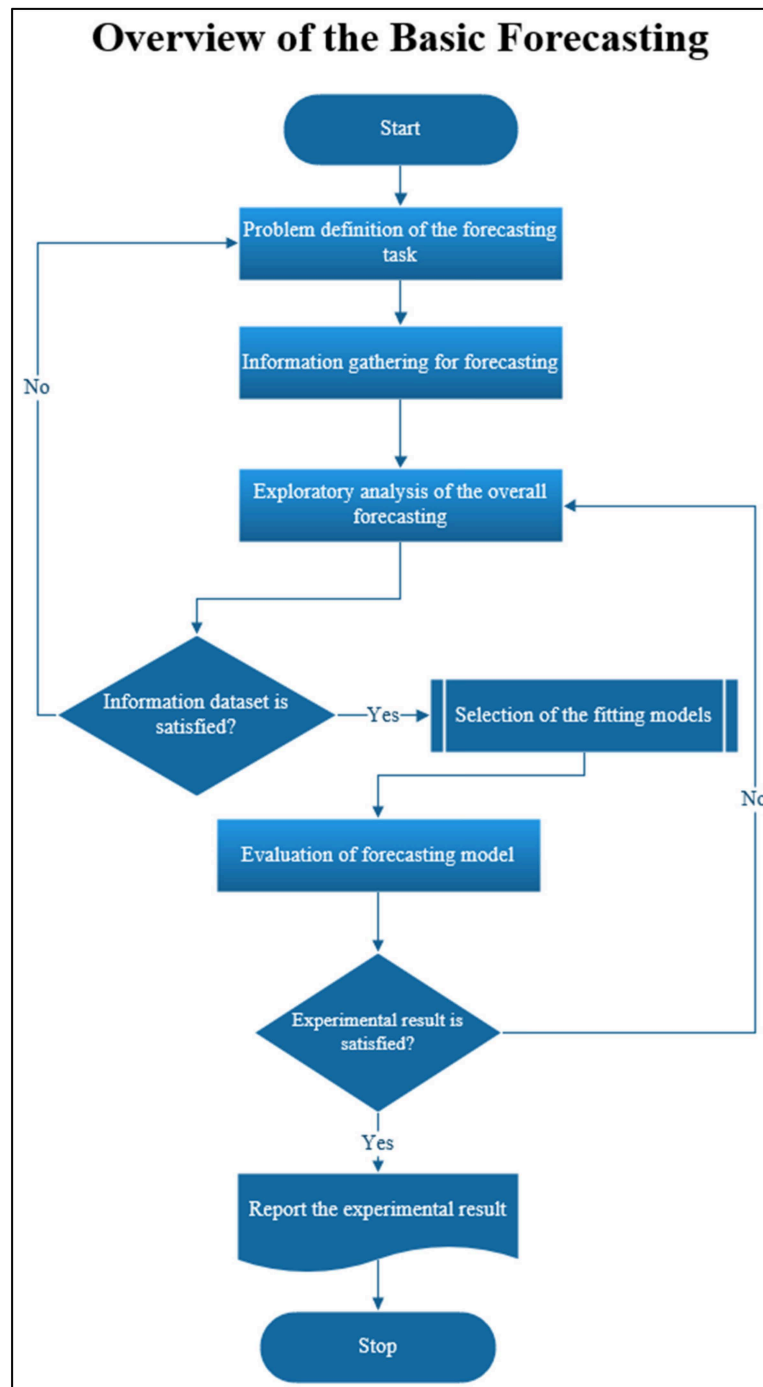 Overview of the Basic Forecasting
Start
Problem definition of the forecasting
task
Information gathering for forecasting
No
Exploratory analysis of the overall
forecasting
Information dataset is
satisfied?
Yes
Selection of the fitting models
No
Evaluation of forecasting model
Experimental result is
satisfied?
Yes
Report the experimental result
Stop